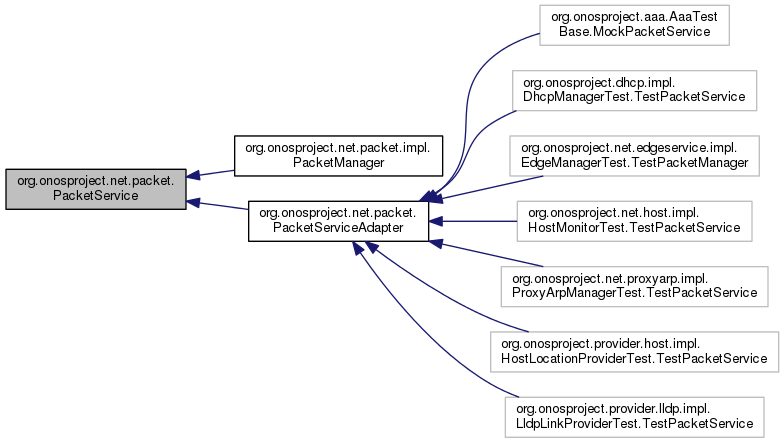 org.onosproject.net.packet.
PacketService
org.onosproject.net.packet.impl.
PacketManager
org.onosproject.net.packet.
PacketServiceAdapter
org.onosproject.aaa.AaaTest
Base.MockPacketService
org.onosproject.dhcp.impl.
DhcpManagerTest.TestPacketService
org.onosproject.net.edgeservice.impl.
EdgeManagerTest.TestPacketManager
org.onosproject.net.host.impl.
HostMonitorTest.TestPacketService
org.onosproject.net.proxyarp.impl.
ProxyArpManagerTest.TestPacketService
org.onosproject.provider.host.impl.
HostLocationProviderTest.TestPacketService
org.onosproject.provider.lldp.impl.
LldpLinkProviderTest.TestPacketService